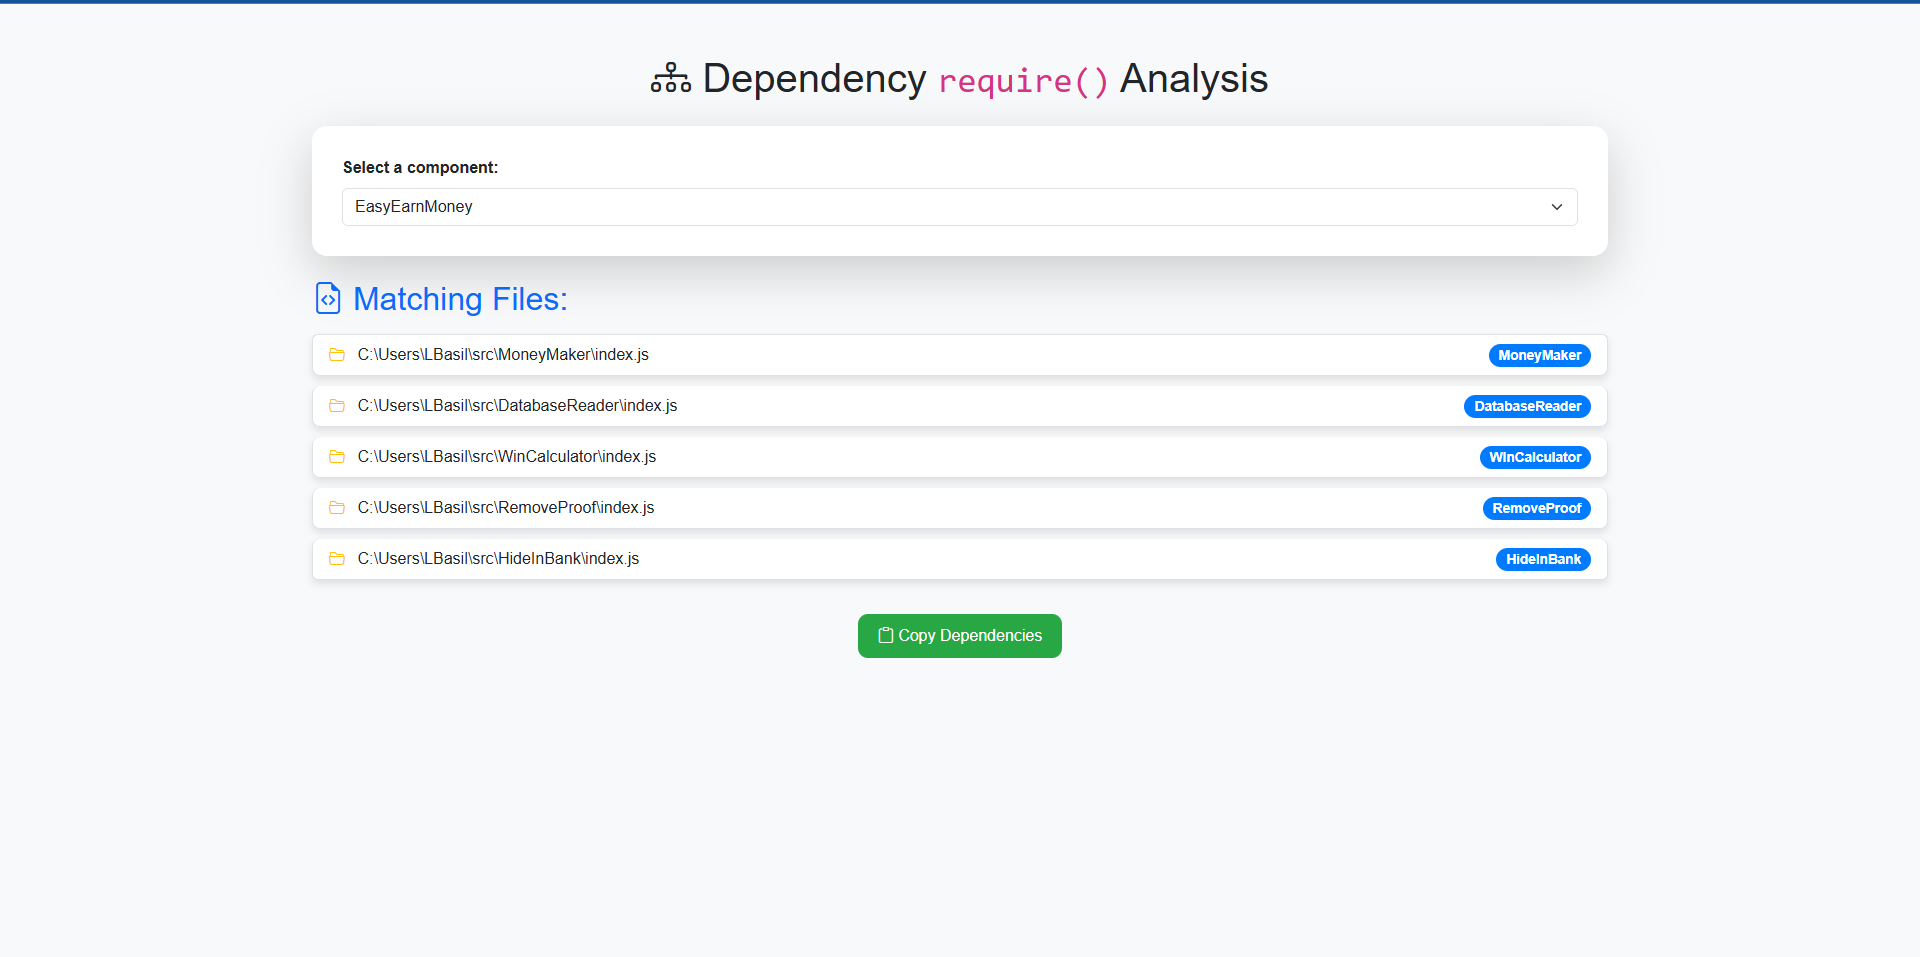 Dependency require() Analysis
Select a component:
EasyEarnMoney
Matching Files:
C:\Users\LBasil\src\MoneyMaker\index.js MoneyMaker
C:\Users\LBasil\src\DatabaseReader\index.js DatabaseReader
C:\Users\LBasil\src\WinCalculator\index.js WinCalculator
C:\Users\LBasil\src\RemoveProof\index.js RemoveProof
C:\Users\LBasil\src\HideInBank\index.js HideInBank
Copy Dependencies